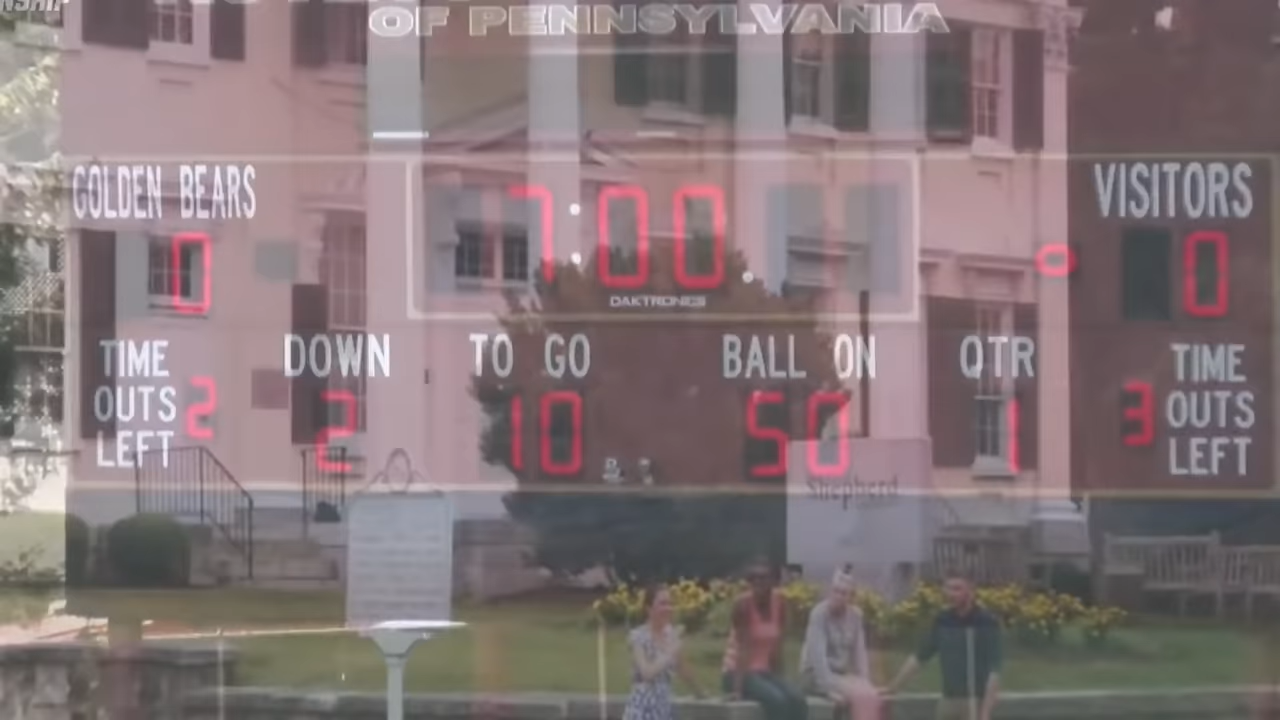 OF PENNSYLVANIA
GOLDEN BEARS
0
7:00.
DAKTRONICS
VISITORS
0
TIME
OUTS
LEFT
2
DOWN
2
TO GO
10
BALL ON
50
QTR
1
3
TIME
OUTS
LEFT
Shepherd